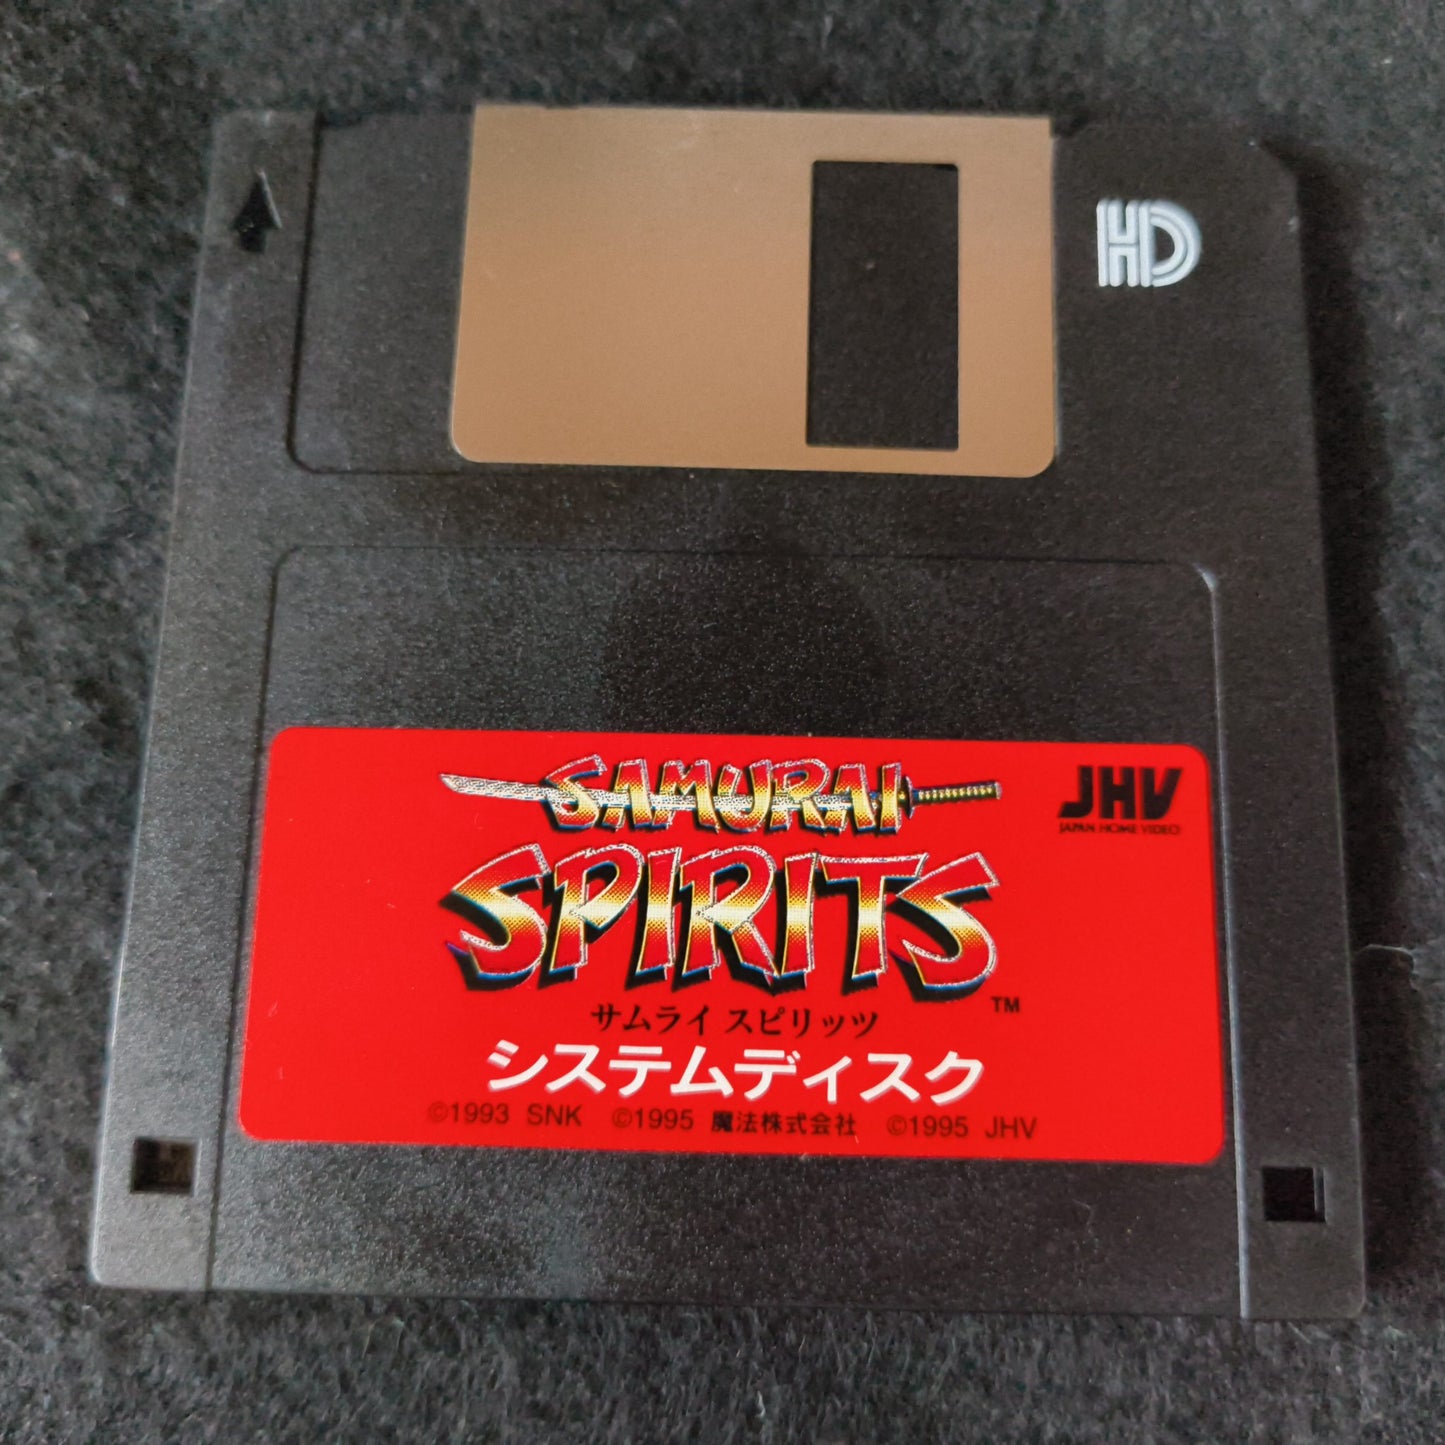 HD
SAMURAI
JHV
JAPAN HOME VIDEO
SPIRITS
TM
サムライ スピリッツ
システムディスク
©1993 SNK ©1995 魔法株式会社 ©1995 JHV